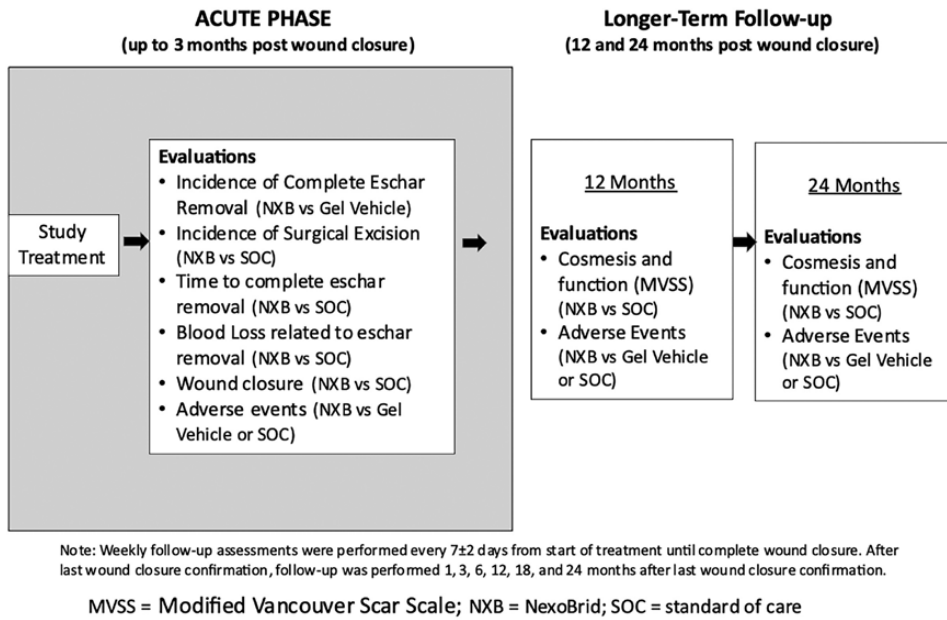 ACUTE PHASE
(up to 3 months post wound closure)
Longer-Term Follow-up
(12 and 24 months post wound closure)
Study
Treatment
Evaluations
• Incidence of Complete Eschar
Removal (NXB vs Gel Vehicle)
• Incidence of Surgical Excision
(NXB vs SOC)
• Time to complete eschar
removal (NXB vs SOC)
• Blood Loss related to eschar
removal (NXB vs SOC)
• Wound closure (NXB vs SOC)
• Adverse events (NXB vs Gel
Vehicle or SOC)
12 Months
Evaluations
• Cosmesis and
function (MVSS)
(NXB vs SOC)
• Adverse Events
(NXB vs Gel Vehicle
or SOC)
24 Months
Evaluations
• Cosmesis and
function (MVSS)
(NXB vs SOC)
• Adverse Events
(NXB vs Gel Vehicle
or SOC)
Note: Weekly follow-up assessments were performed every 7±2 days from start of treatment until complete wound closure. After
last wound closure confirmation, follow-up was performed 1, 3, 6, 12, 18, and 24 months after last wound closure confirmation.
MVSS = Modified Vancouver Scar Scale; NXB = NexoBrid; SOC = standard of care